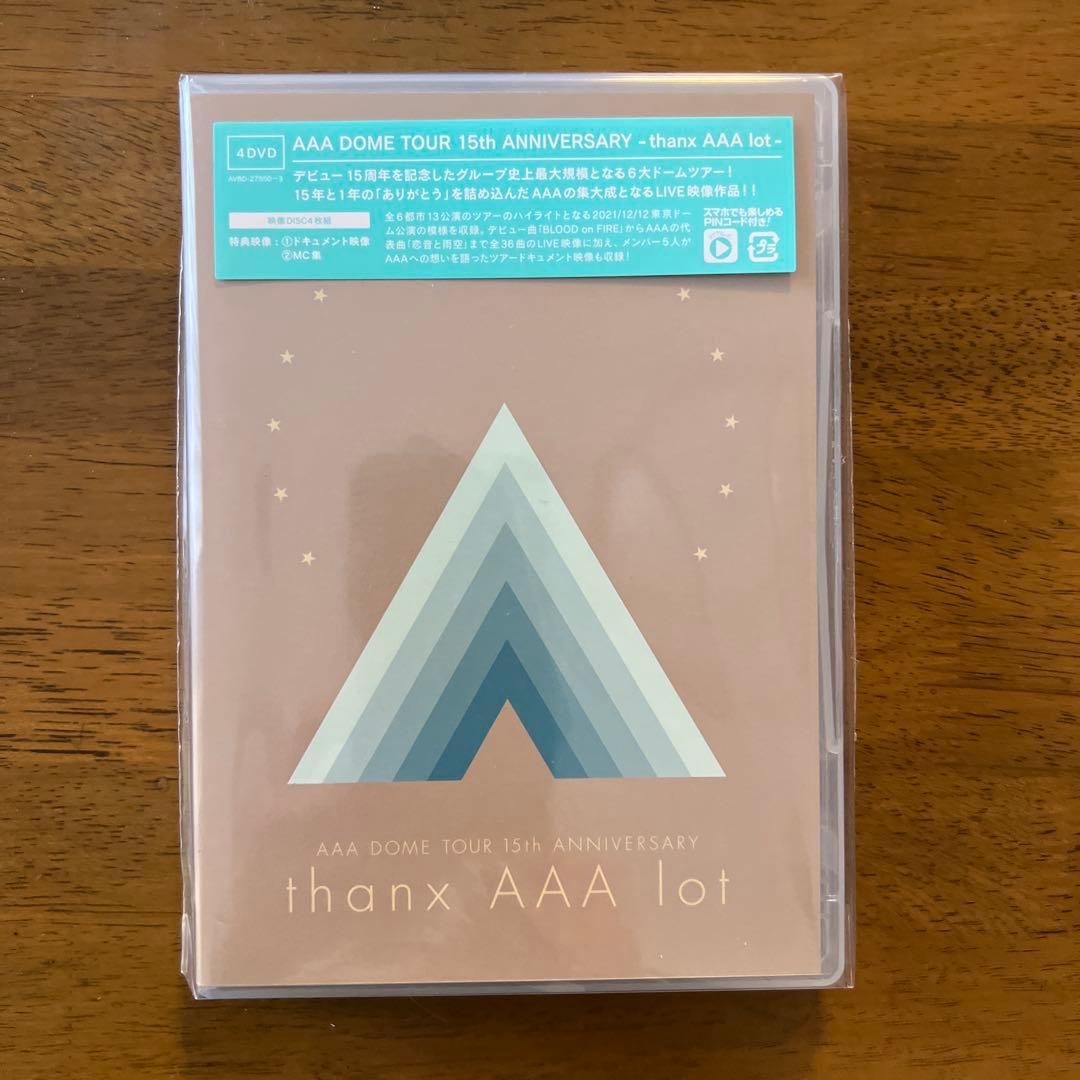 4DVD
AVBD-27550~3
AAA DOME TOUR 15th ANNIVERSARY -thanx AAA lot-
デビュー15周年を記念したグループ史上最大規模となる6大ドームツアー!
15年と1年の「ありがとう」を詰め込んだAAAの集大成となるLIVE映像作品!!
映像DISC4枚組
特典映像:①ドキュメント映像
②MC集
全6都市13公演のツアーのハイライトとなる2021/12/12東京ドー
ム公演の模様を収録。デビュー曲「BLOOD on FIRE」からAAAの代
表曲「恋音と雨空」まで全36曲のLIVE映像に加え、メンバー5人が
AAAへの想いを語ったツアードキュメント映像も収録!
スマホでも楽しめる
PINコード付き!
プラ
AAA DOME TOUR 15th ANNIVERSARY
thanx AAA lot